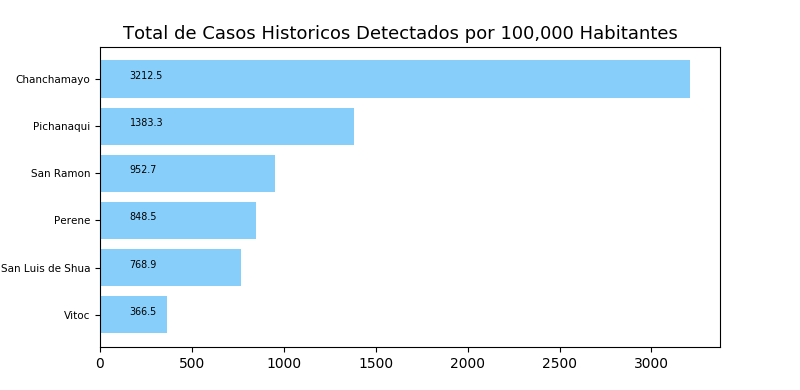 Total de Casos Historicos Detectados por 100,000 Habitantes
Chanchamayo 3212.5
Pichanaqui 1383.3
San Ramon 952.7
Perene 848.5
San Luis de Shua 768.9
Vitoc 366.5
0 500 1000 1500 2000 2500 3000